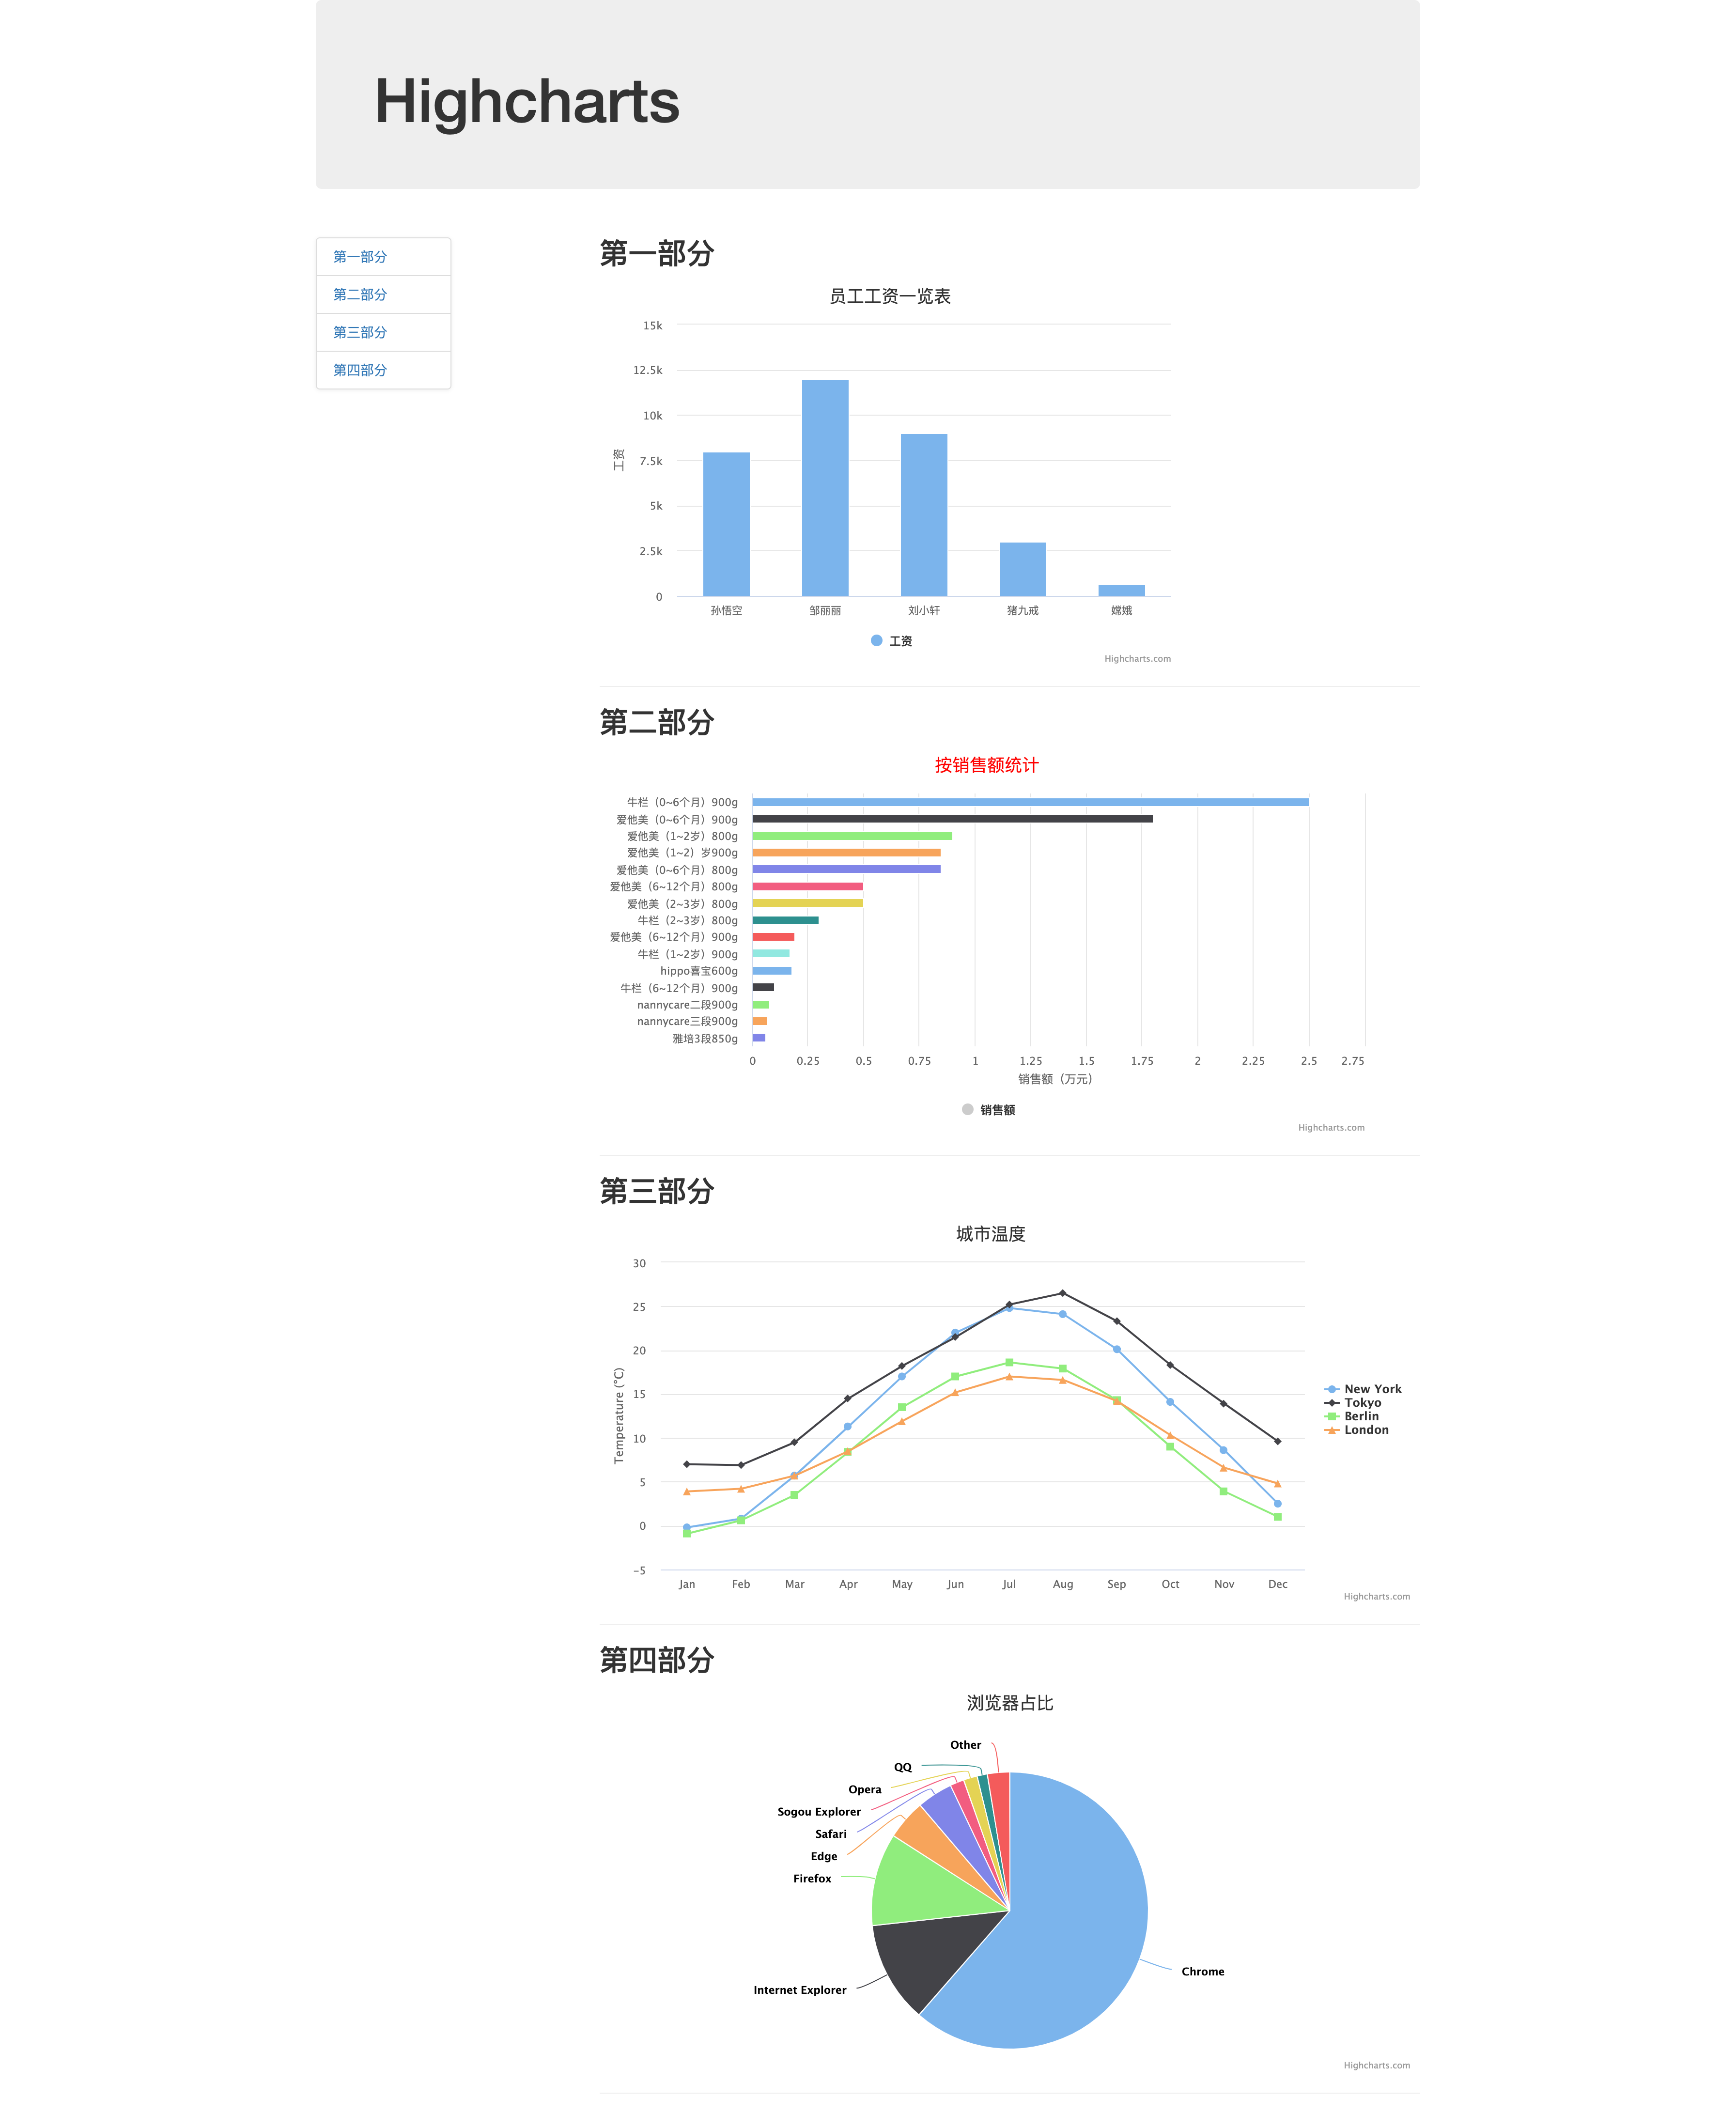 Highcharts
第一部分
第二部分
第三部分
第四部分
第一部分
员工工资一览表
15k
12.5k
10k
7.5k
5k
2.5k
0
工资
孙悟空 邹丽丽 刘小轩 猪九戒 嫦娥
工资
Highcharts.com
第二部分
按销售额统计
牛栏（0~6个月）900g
爱他美（0~6个月）900g
爱他美（1~2岁）800g
爱他美（1~2）岁900g
爱他美（0~6个月）800g
爱他美（6~12个月）800g
爱他美（2~3岁）800g
牛栏（2~3岁）800g
爱他美（6~12个月）900g
牛栏（1~2岁）900g
hippo喜宝600g
牛栏（6~12个月）900g
nannycare二段900g
nannycare三段900g
雅培3段850g
0 0.25 0.5 0.75 1 1.25 1.5 1.75 2 2.25 2.5 2.75
销售额（万元）
销售额
Highcharts.com
第三部分
城市温度
30
25
20
15
10
5
0
-5
Temperature (°C)
Jan Feb Mar Apr May Jun Jul Aug Sep Oct Nov Dec
New York
Tokyo
Berlin
London
Highcharts.com
第四部分
浏览器占比
Other
QQ
Opera
Sogou Explorer
Safari
Edge
Firefox
Chrome
Internet Explorer
Highcharts.com